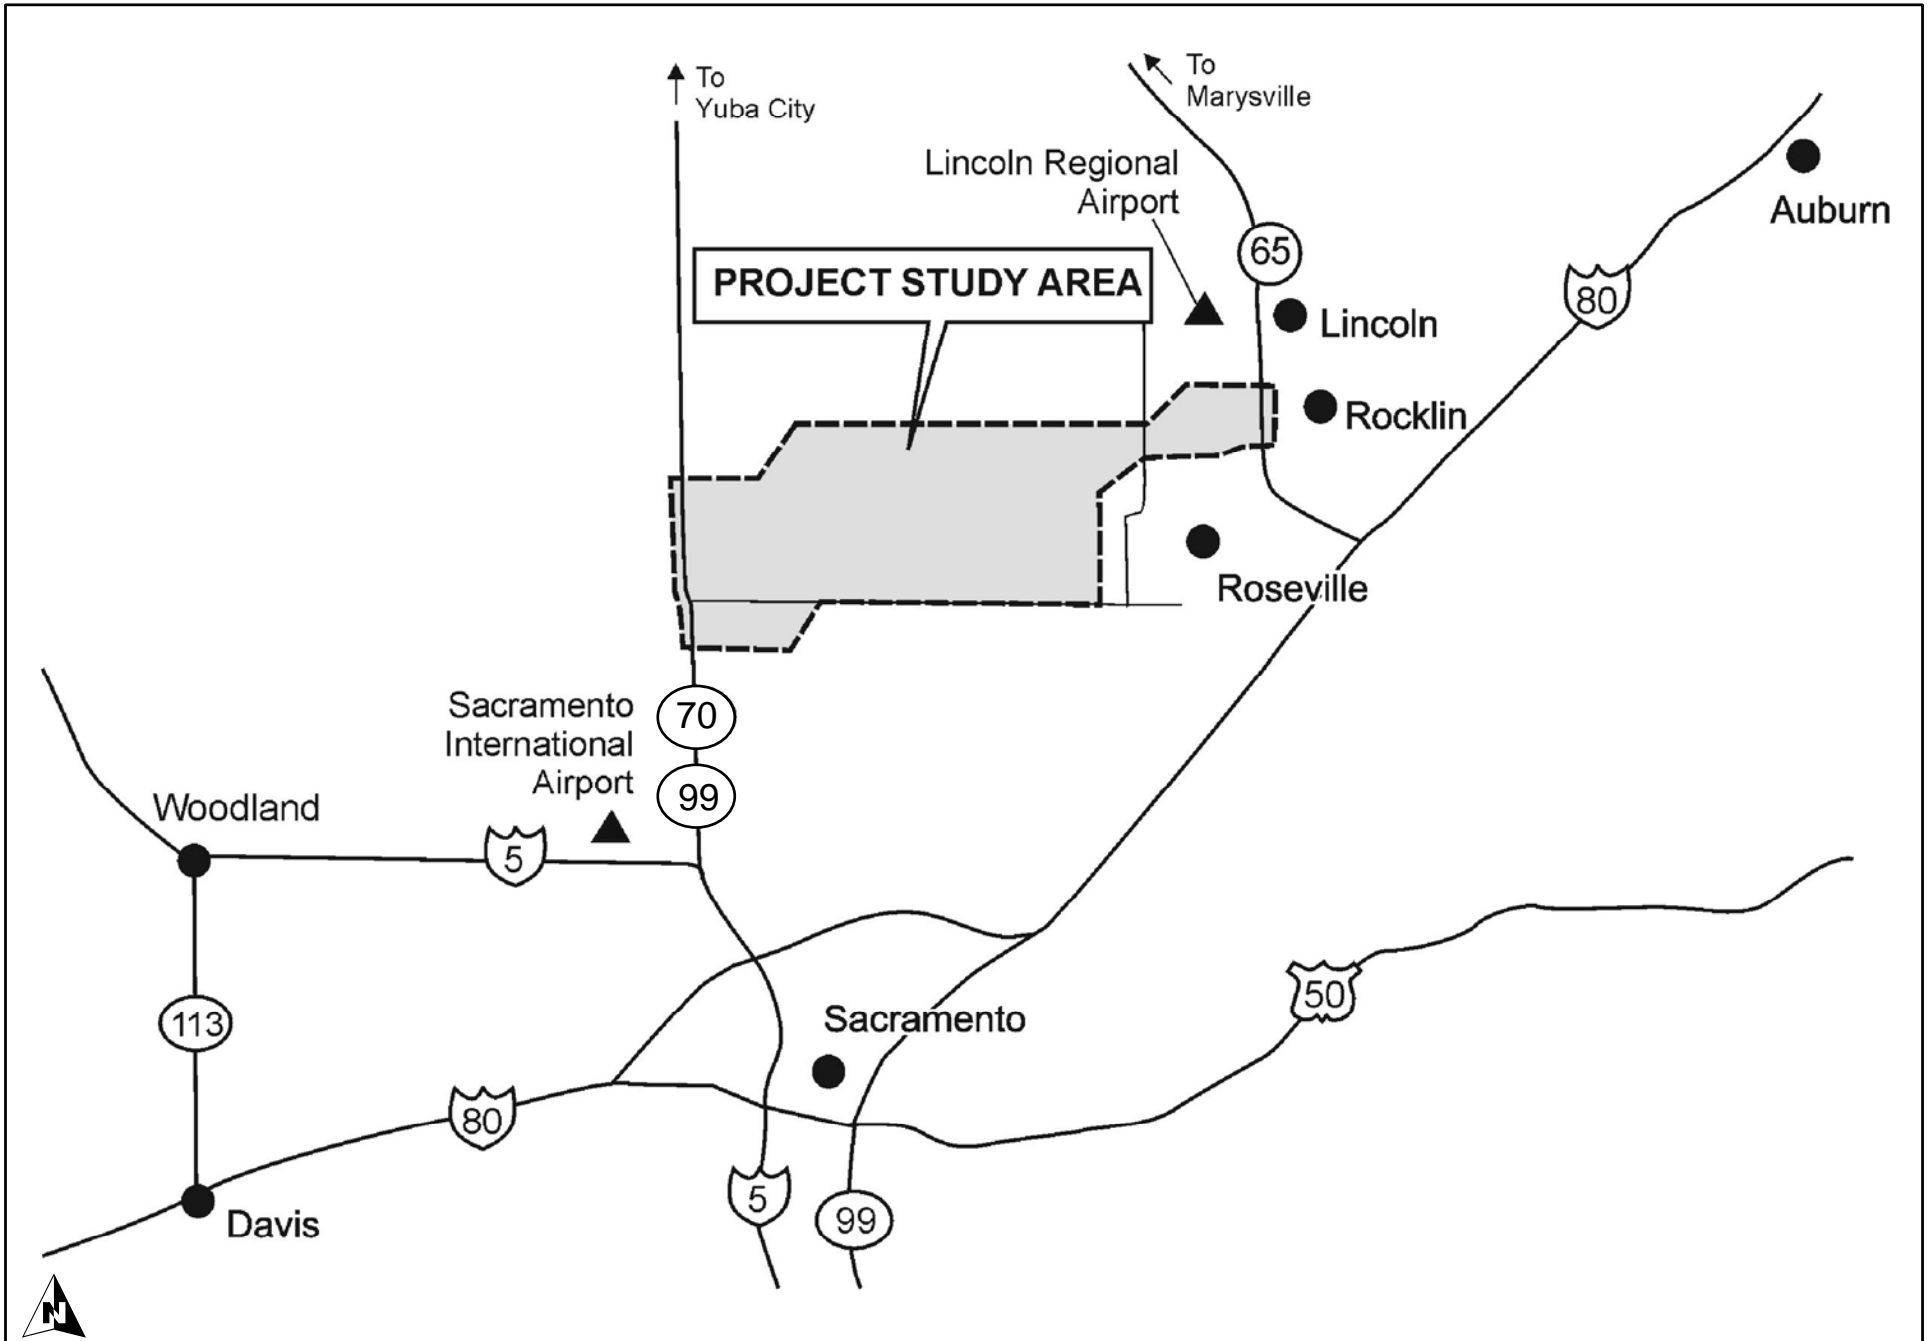 To
Yuba City
To
Marysville
Lincoln Regional
Airport
Auburn
65
PROJECT STUDY AREA
80
Lincoln
Rocklin
Roseville
Sacramento
International
Airport
70
99
Woodland
5
50
113
Sacramento
80
5
99
Davis
N